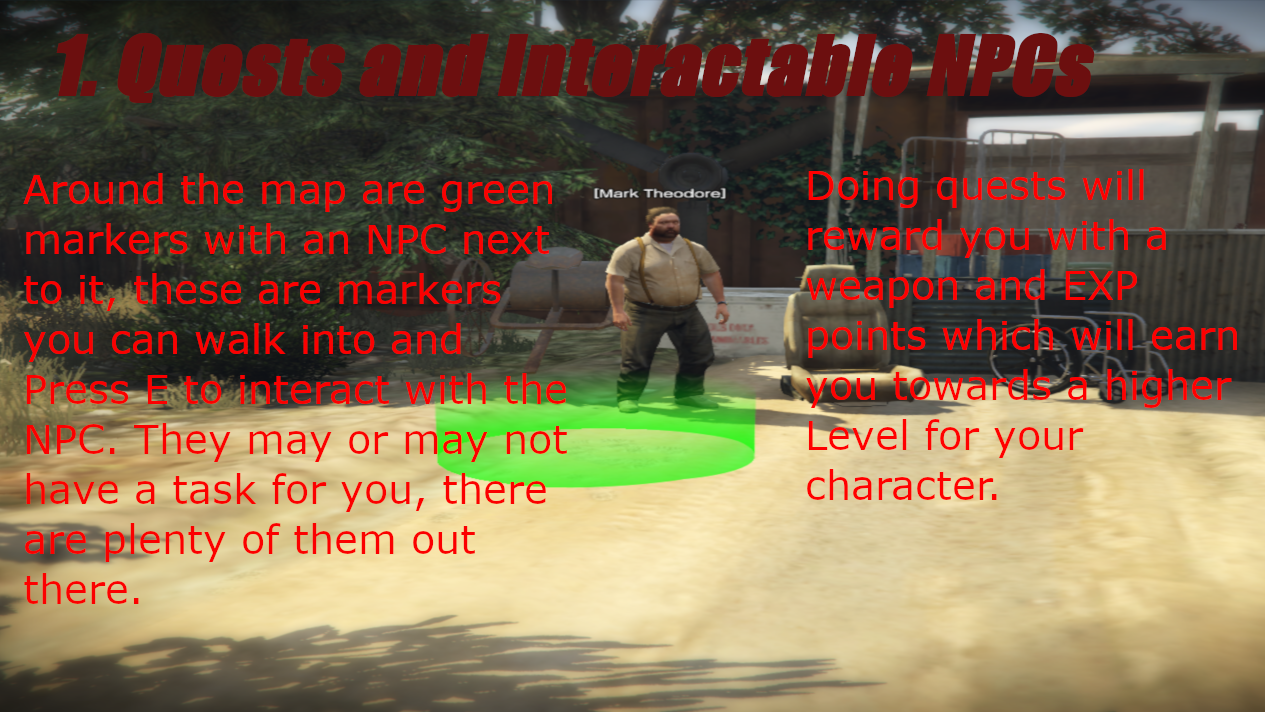 1. Quests and Interactable NPCs
Around the map are green
markers with an NPC next
to it, these are markers
you can walk into and
Press E to interact with the
NPC. They may or may not
have a task for you, there
are plenty of them out
there.
[Mark Theodore]
Doing quests will
reward you with a
weapon and EXP
points which will earn
you towards a higher
Level for your
character.